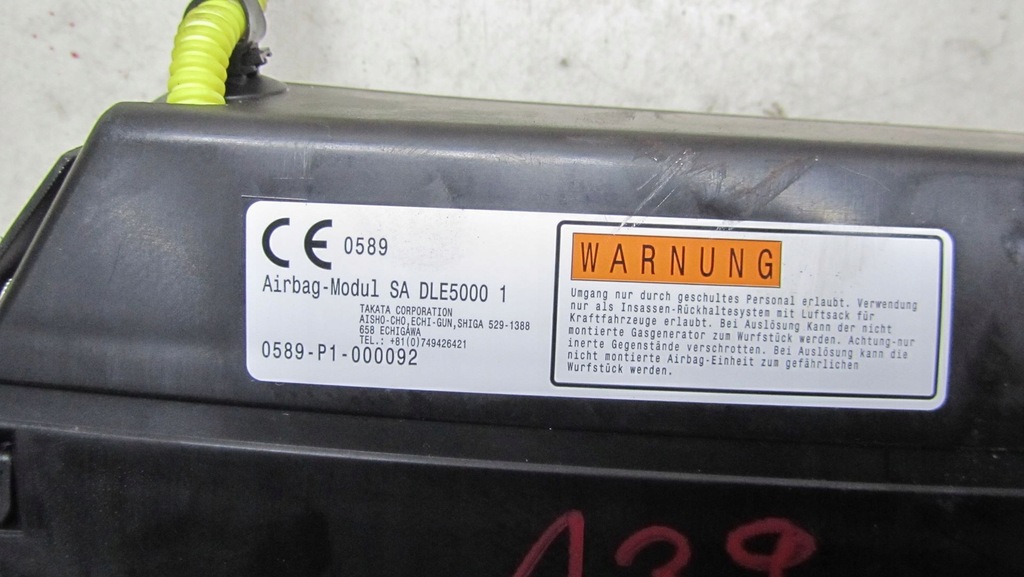 CE 0589
Airbag-Modul SA DLE5000 1
TAKATA CORPORATION
AISHO-CHO,ECHI-GUN,SHIGA 529-1388
658 ECHIGAWA
TEL.: +81(0)749426421
0589-P1-000092
WARNUNG
Umgang nur durch geschultes Personal erlaubt. Verwendung
nur als Insassen-Rückhaltesystem mit Luftsack für
Kraftfahrzeuge erlaubt. Bei Auslösung Kann der nicht
montierte Gasgenerator zum Wurfstück werden. Achtung-nur
inerte Gegenstände verschrotten. Bei Auslösung kann die
nicht montierte Airbag-Einheit zum gefährlichen
Wurfstück werden.